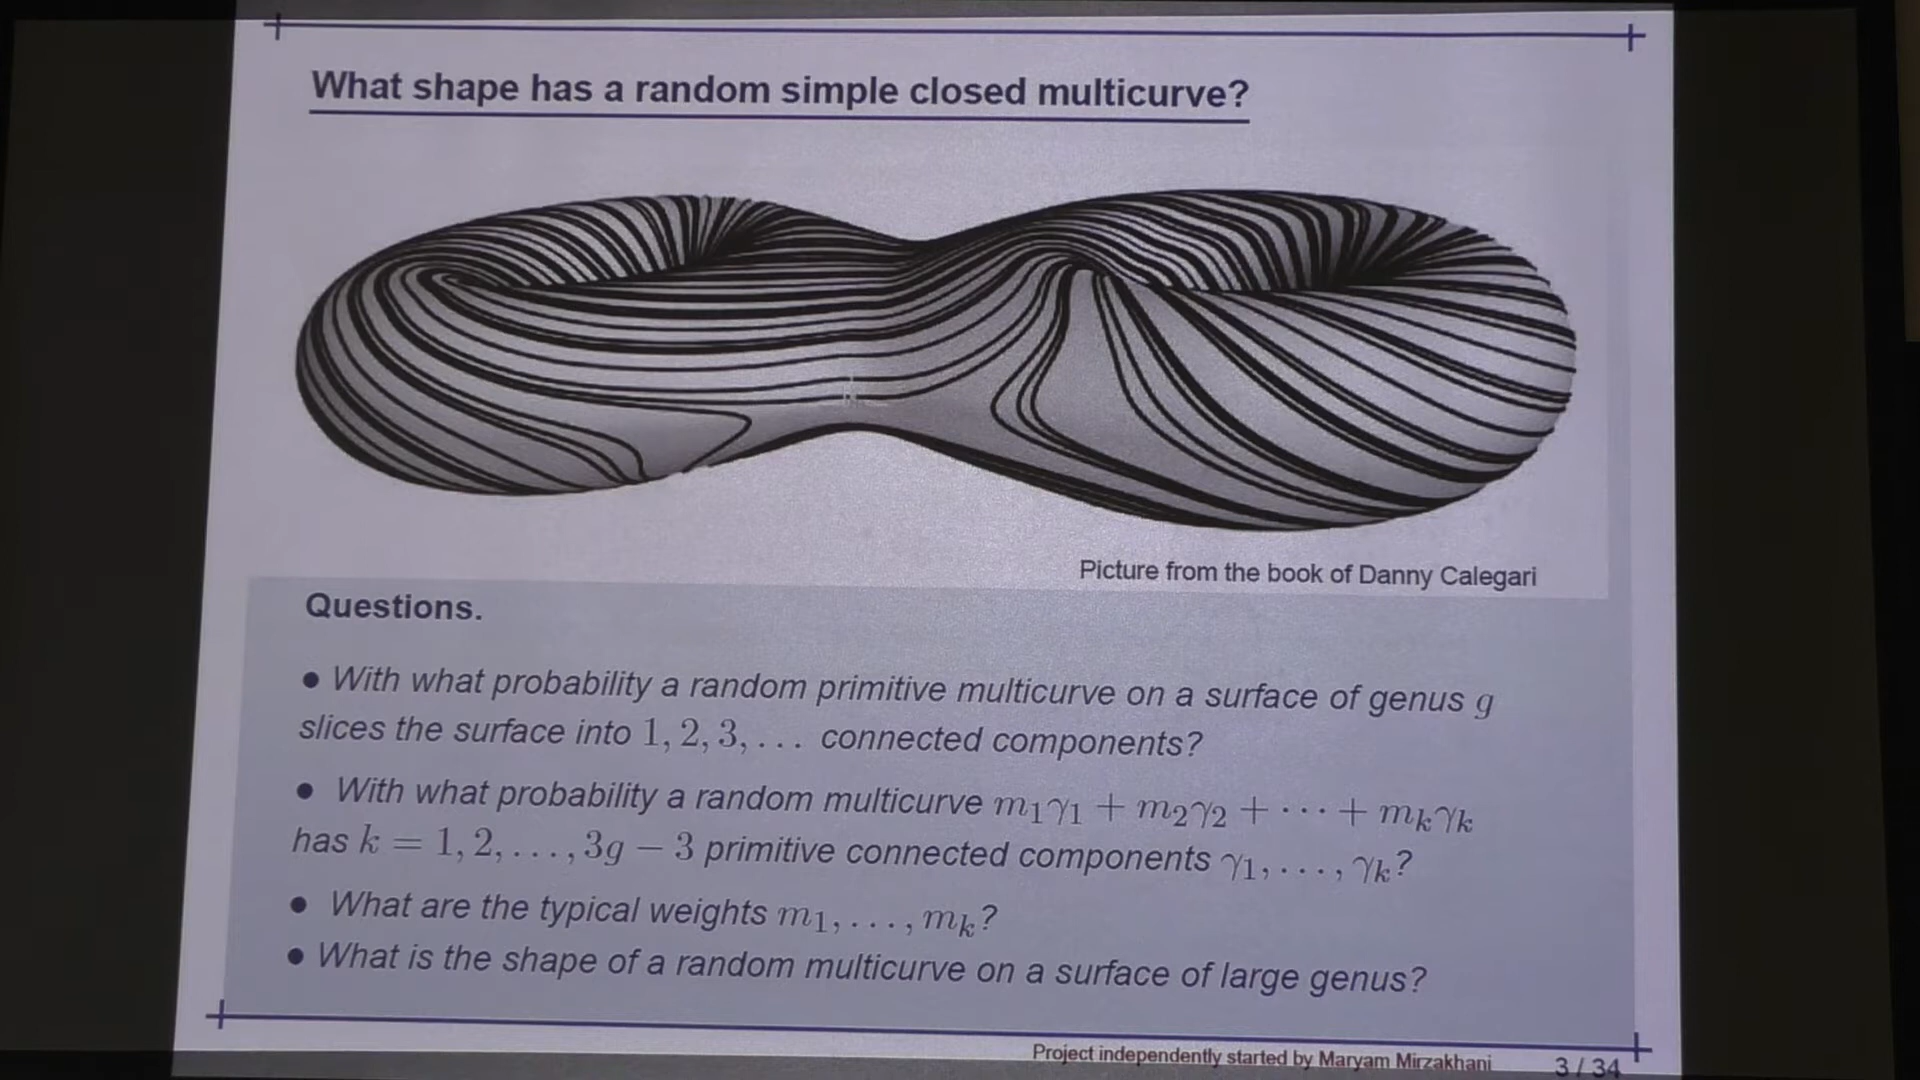 What shape has a random simple closed multicurve?
Picture from the book of Danny Calegari
Questions.
● With what probability a random primitive multicurve on a surface of genus g
slices the surface into 1, 2, 3, . . . connected components?
● With what probability a random multicurve m₁γ₁ + m₂γ₂ + · · · + mₖγₖ
has k = 1, 2, . . . , 3g − 3 primitive connected components γ₁, . . . , γₖ?
● What are the typical weights m₁, . . . , mₖ?
● What is the shape of a random multicurve on a surface of large genus?
Project independently started by Maryam Mirzakhani
3 / 34